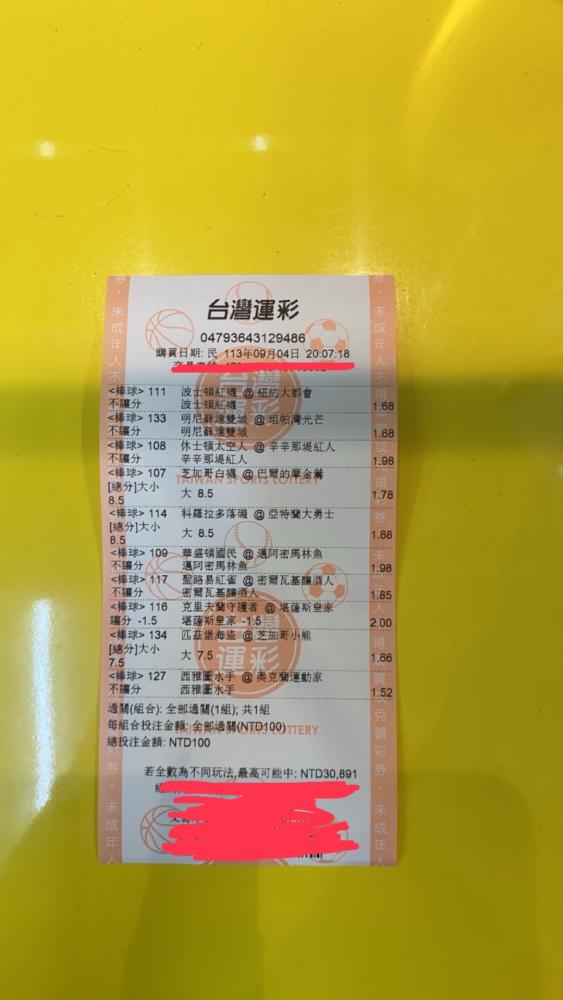 台灣運彩
04793643129486
購買日期: 民 113年09月04日 20:07:18
<棒球> 111 波士頓紅襪 @ 紐約大都會
不讓分 波士頓紅襪 1.68
<棒球> 133 明尼蘇達雙城 @ 坦帕灣光芒
不讓分 明尼蘇達雙城 1.68
<棒球> 108 休士頓太空人 @ 辛辛那堤紅人
不讓分 辛辛那堤紅人 1.98
<棒球> 107 芝加哥白襪 @ 巴爾的摩金鶯
[總分]大小 大 8.5 1.78
8.5
<棒球> 114 科羅拉多落磯 @ 亞特蘭大勇士
[總分]大小 大 8.5 1.68
8.5
<棒球> 109 華盛頓國民 @ 邁阿密馬林魚
不讓分 邁阿密馬林魚 1.98
<棒球> 117 聖路易紅雀 @ 密爾瓦基釀酒人
不讓分 密爾瓦基釀酒人 1.85
<棒球> 116 克里夫蘭守護者 @ 堪薩斯皇家
讓分 -1.5 堪薩斯皇家 -1.5 2.00
<棒球> 134 匹茲堡海盜 @ 芝加哥小熊
[總分]大小 大 7.5 1.66
7.5
<棒球> 127 西雅圖水手 @ 奧克蘭運動家
不讓分 西雅圖水手 1.52
過關(組合): 全部過關(1組); 共1組
每組合投注金額: 全部過關(NTD100)
總投注金額: NTD100
若全數為不同玩法,最高可能中: NTD30,891
台灣運彩
TAIWAN SPORTS LOTTERY
台灣運彩
TAIWAN SPORTS LOTTERY